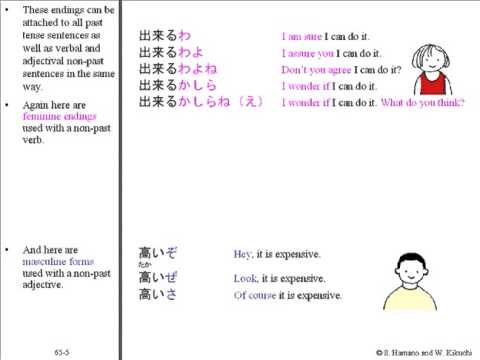 • These endings can be
attached to all past
tense sentences as
well as verbal and
adjectival non-past
sentences in the same
way.
• Again here are
feminine endings
used with a non-past
verb.
出来るわ I am sure I can do it.
出来るわよ I assure you I can do it.
出来るわよね Don't you agree I can do it?
出来るかしら I wonder if I can do it.
出来るかしらね（え） I wonder if I can do it. What do you think?
• And here are
masculine forms
used with a non-past
adjective.
高いぞ Hey, it is expensive.
たか
高いぜ Look, it is expensive.
高いさ Of course it is expensive.
63-5
© S. Hamano and W. Kikuchi